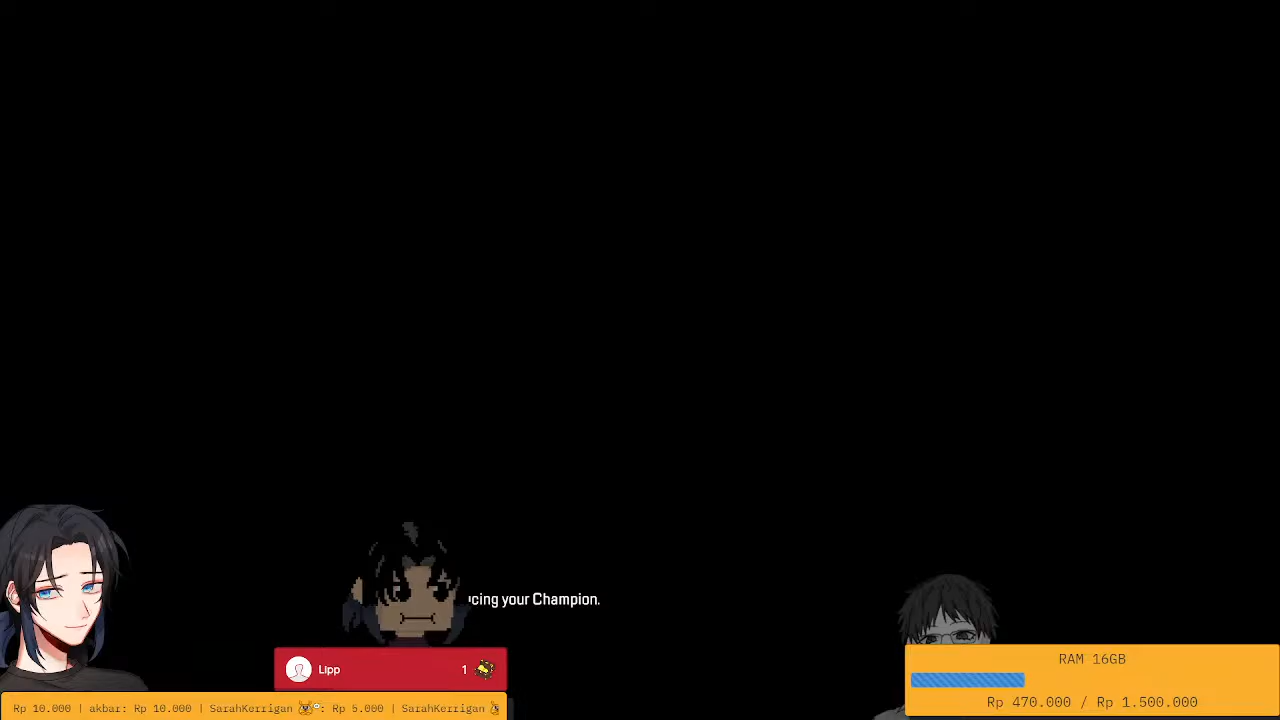 ucing your Champion.
Lipp 1
RAM 16GB
Rp 470.000 / Rp 1.500.000
Rp 10.000 | akbar: Rp 10.000 | SarahKerrigan : Rp 5.000 | SarahKerrigan